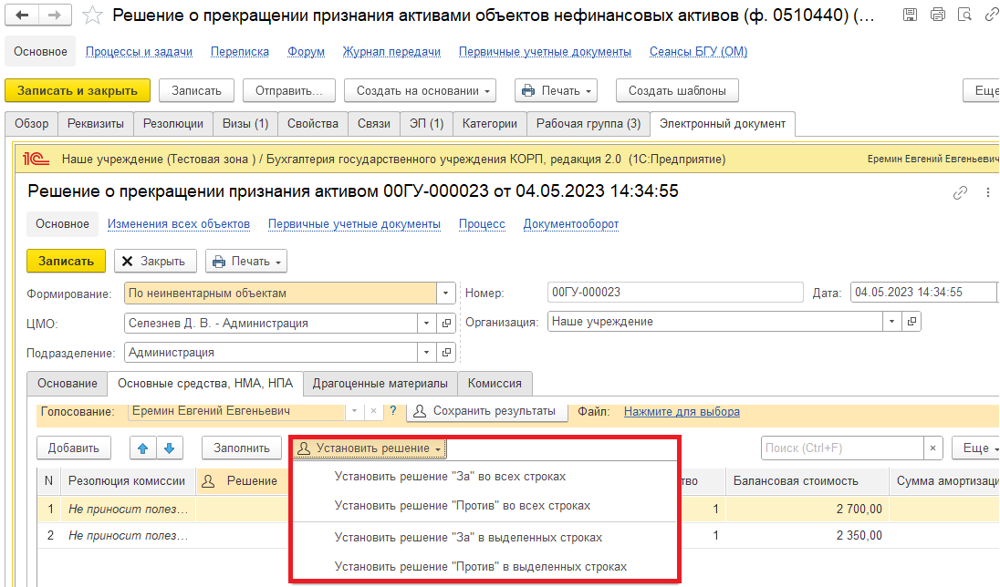 Решение о прекращении признания активами объектов нефинансовых активов (ф. 0510440) (...
Основное Процессы и задачи Переписка Форум Журнал передачи Первичные учетные документы Сеансы БГУ (ОМ)
Записать и закрыть Записать Отправить... Создать на основании Печать Создать шаблоны Еще
Обзор Реквизиты Резолюции Визы (1) Свойства Связи ЭП (1) Категории Рабочая группа (3) Электронный документ
1С Наше учреждение (Тестовая зона ) / Бухгалтерия государственного учреждения КОРП, редакция 2.0 (1С:Предприятие) Еремин Евгений Евгеньевич
Решение о прекращении признания активом 00ГУ-000023 от 04.05.2023 14:34:55
Основное Изменения всех объектов Первичные учетные документы Процесс Документооборот
Записать Закрыть Печать
Формирование: По неинвентарным объектам Номер: 00ГУ-000023 Дата: 04.05.2023 14:34:55
ЦМО: Селезнев Д. В. - Администрация Организация: Наше учреждение
Подразделение: Администрация
Основание Основные средства, НМА, НПА Драгоценные материалы Комиссия
Голосование: Еремин Евгений Евгеньевич × ? Сохранить результаты Файл: Нажмите для выбора
Добавить Заполнить Установить решение Поиск (Ctrl+F) × Еще
N Резолюция комиссии Решение тво Балансовая стоимость Сумма амортизаци
1 Не приносит полез... 1 2 700,00
2 Не приносит полез... 1 2 350,00
Установить решение "За" во всех строках
Установить решение "Против" во всех строках
Установить решение "За" в выделенных строках
Установить решение "Против" в выделенных строках